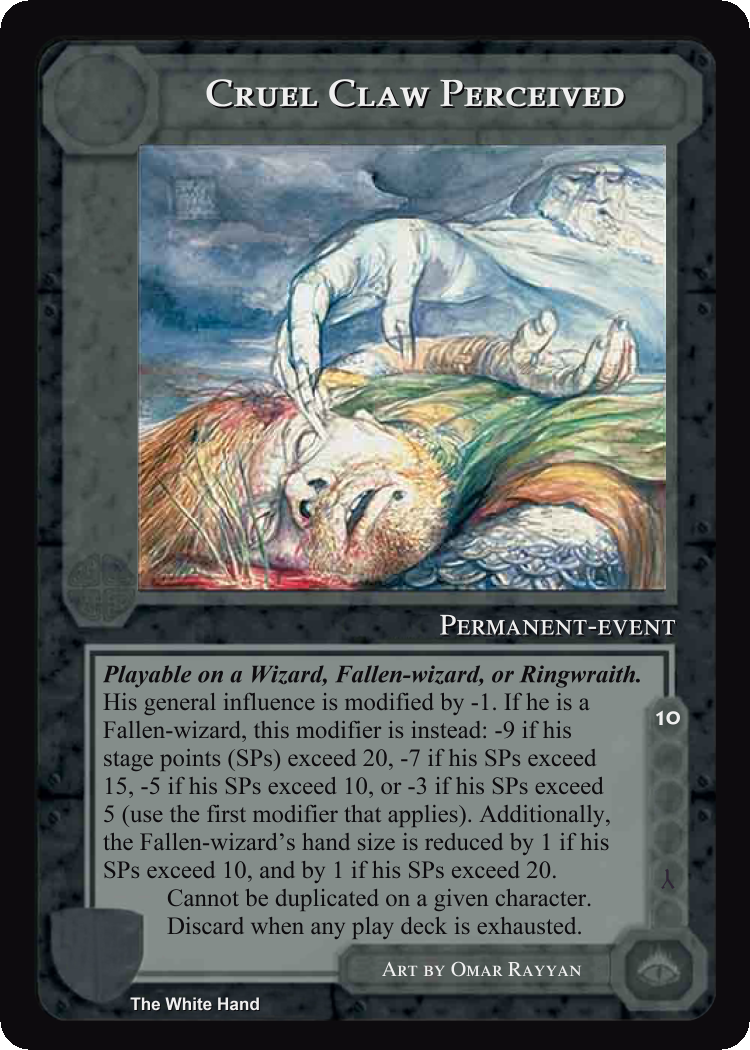 Cruel Claw Perceived
Permanent-event
Playable on a Wizard, Fallen-wizard, or Ringwraith.
His general influence is modified by -1. If he is a
Fallen-wizard, this modifier is instead: -9 if his
stage points (SPs) exceed 20, -7 if his SPs exceed
15, -5 if his SPs exceed 10, or -3 if his SPs exceed
5 (use the first modifier that applies). Additionally,
the Fallen-wizard's hand size is reduced by 1 if his
SPs exceed 10, and by 1 if his SPs exceed 20.
Cannot be duplicated on a given character.
Discard when any play deck is exhausted.
10
Art by Omar Rayyan
The White Hand